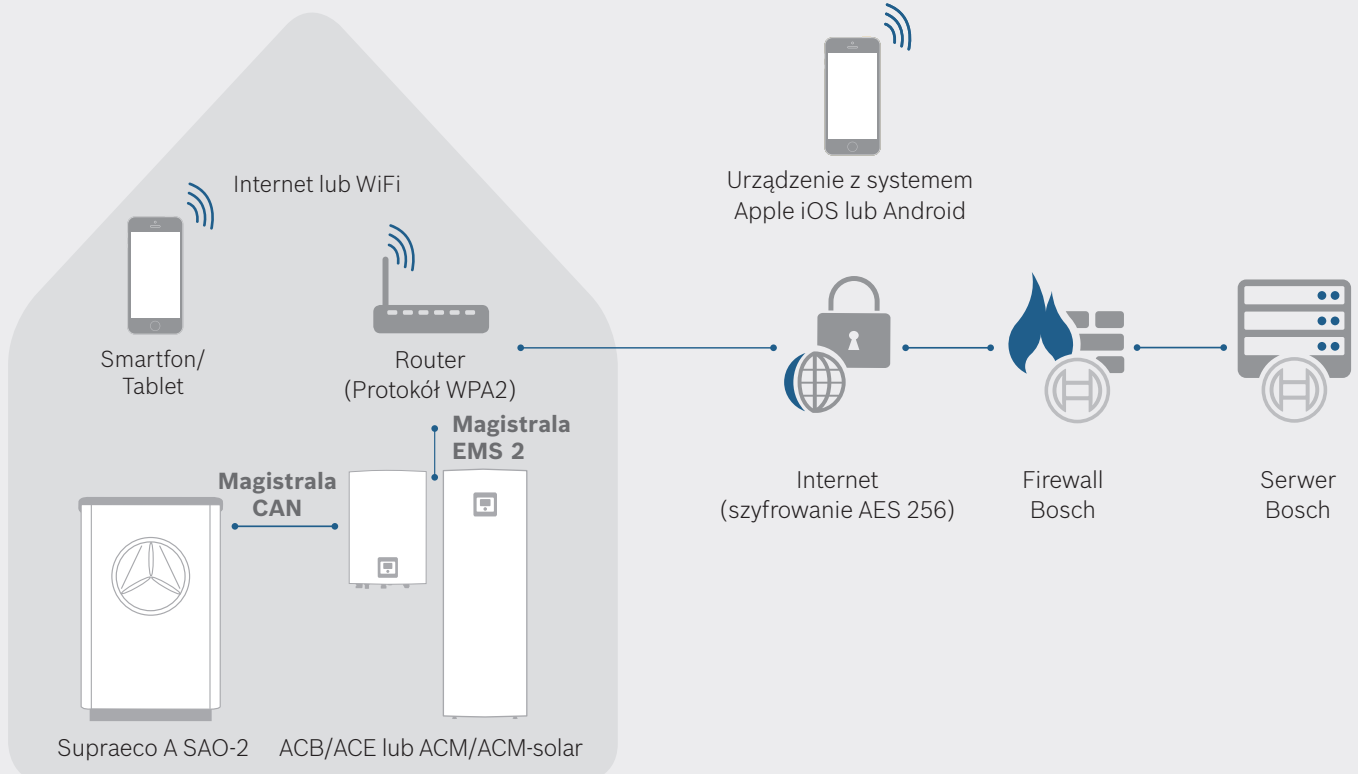 Internet lub WiFi
Urządzenie z systemem
Apple iOS lub Android
Smartfon/
Tablet
Router
(Protokół WPA2)
Magistrala
EMS 2
Magistrala
CAN
Internet
(szyfrowanie AES 256)
Firewall
Bosch
Serwer
Bosch
Supraeco A SAO-2
ACB/ACE lub ACM/ACM-solar